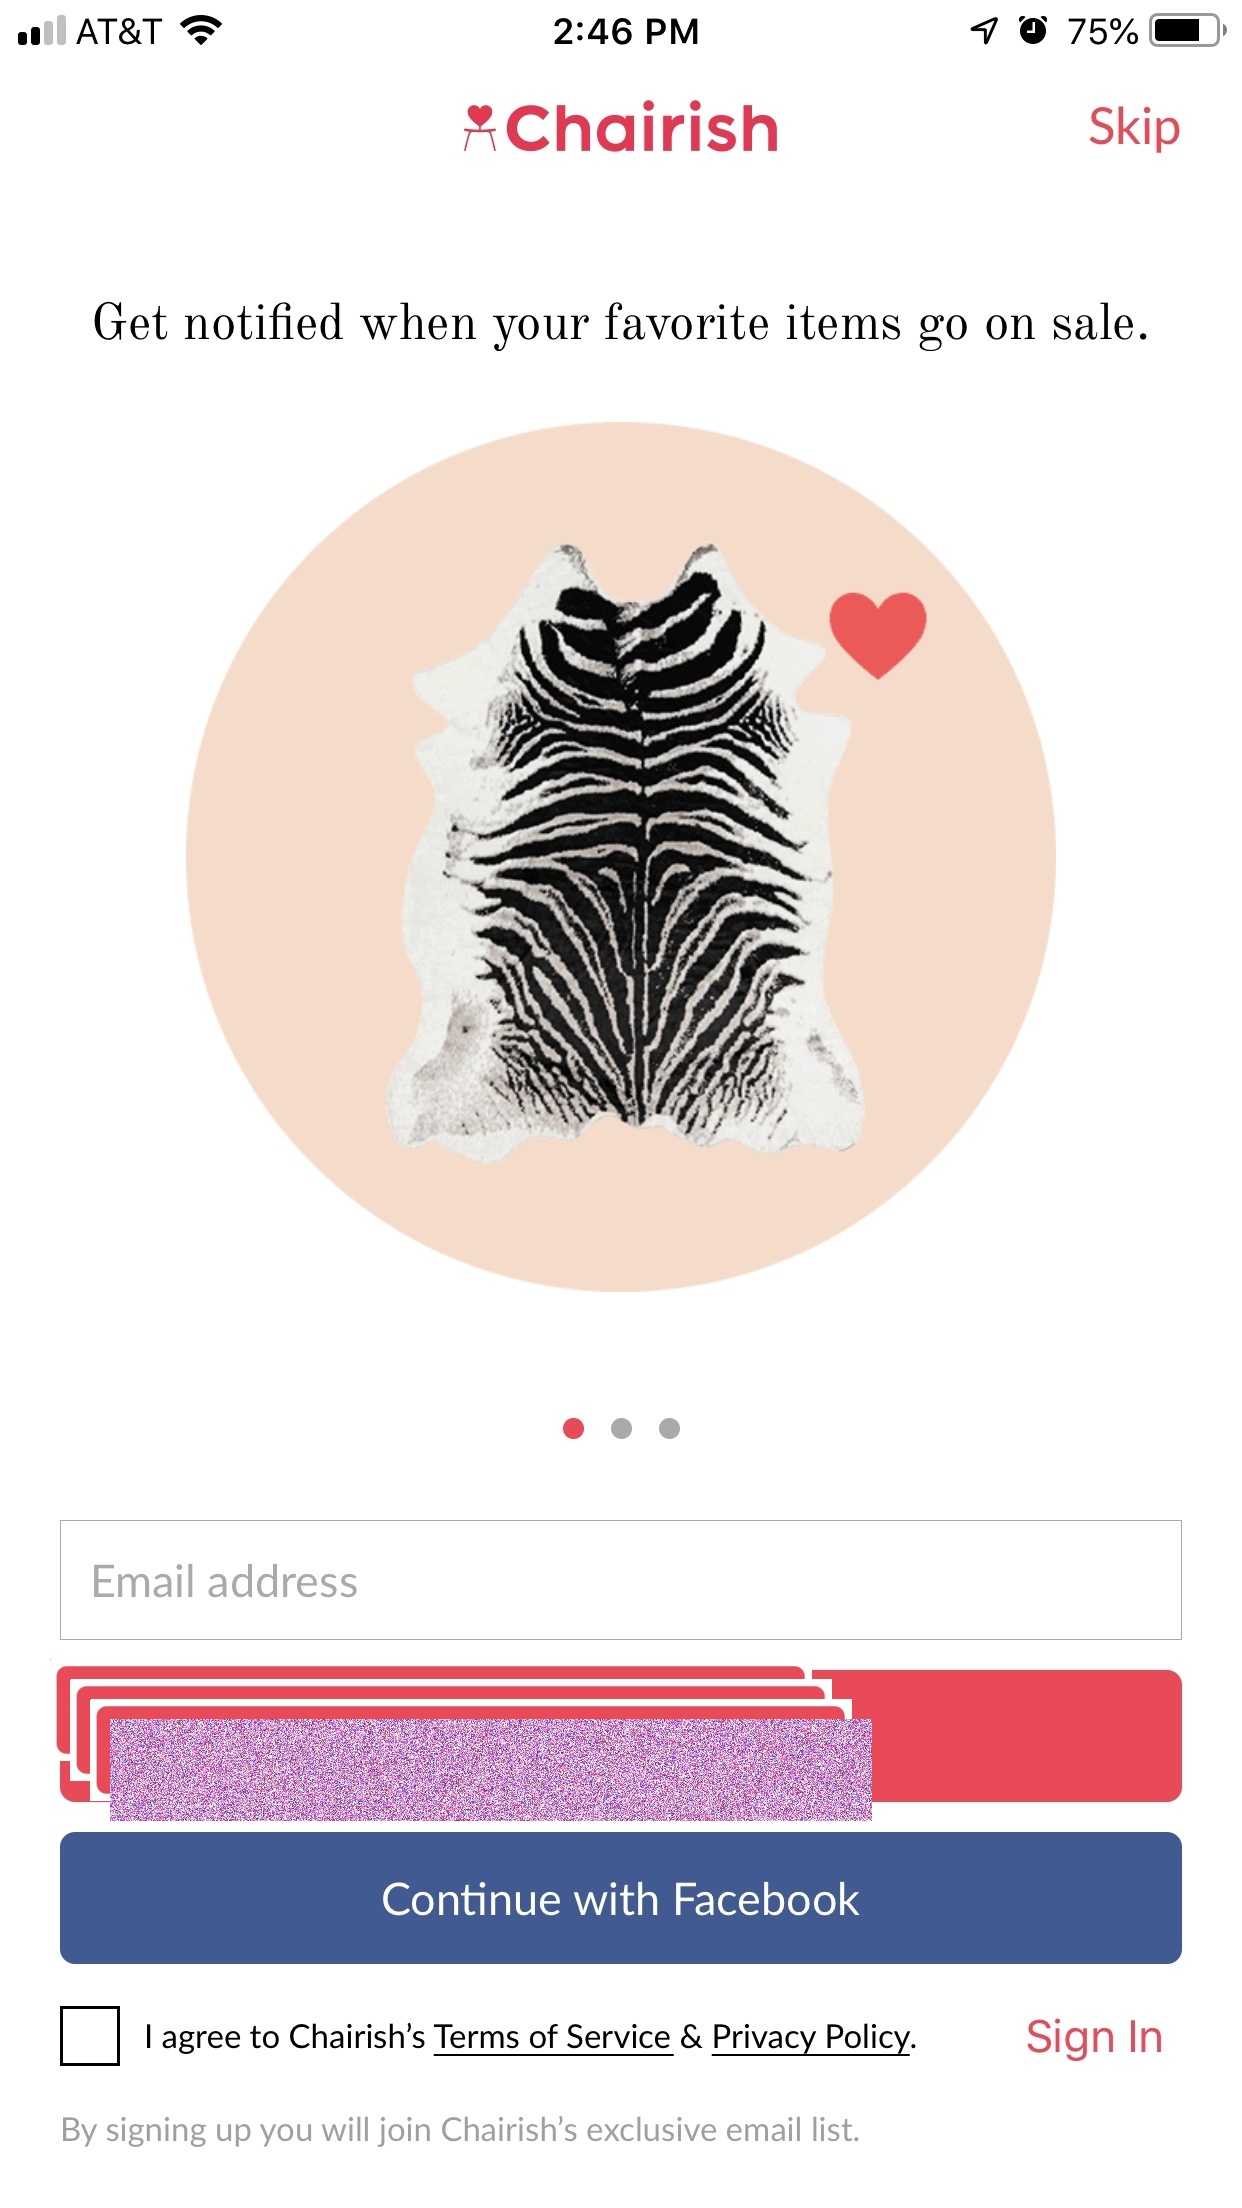 AT&T 2:46 PM 75%
Chairish Skip
Get notified when your favorite items go on sale.
Email address
Continue with Facebook
I agree to Chairish’s Terms of Service & Privacy Policy. Sign In
By signing up you will join Chairish’s exclusive email list.